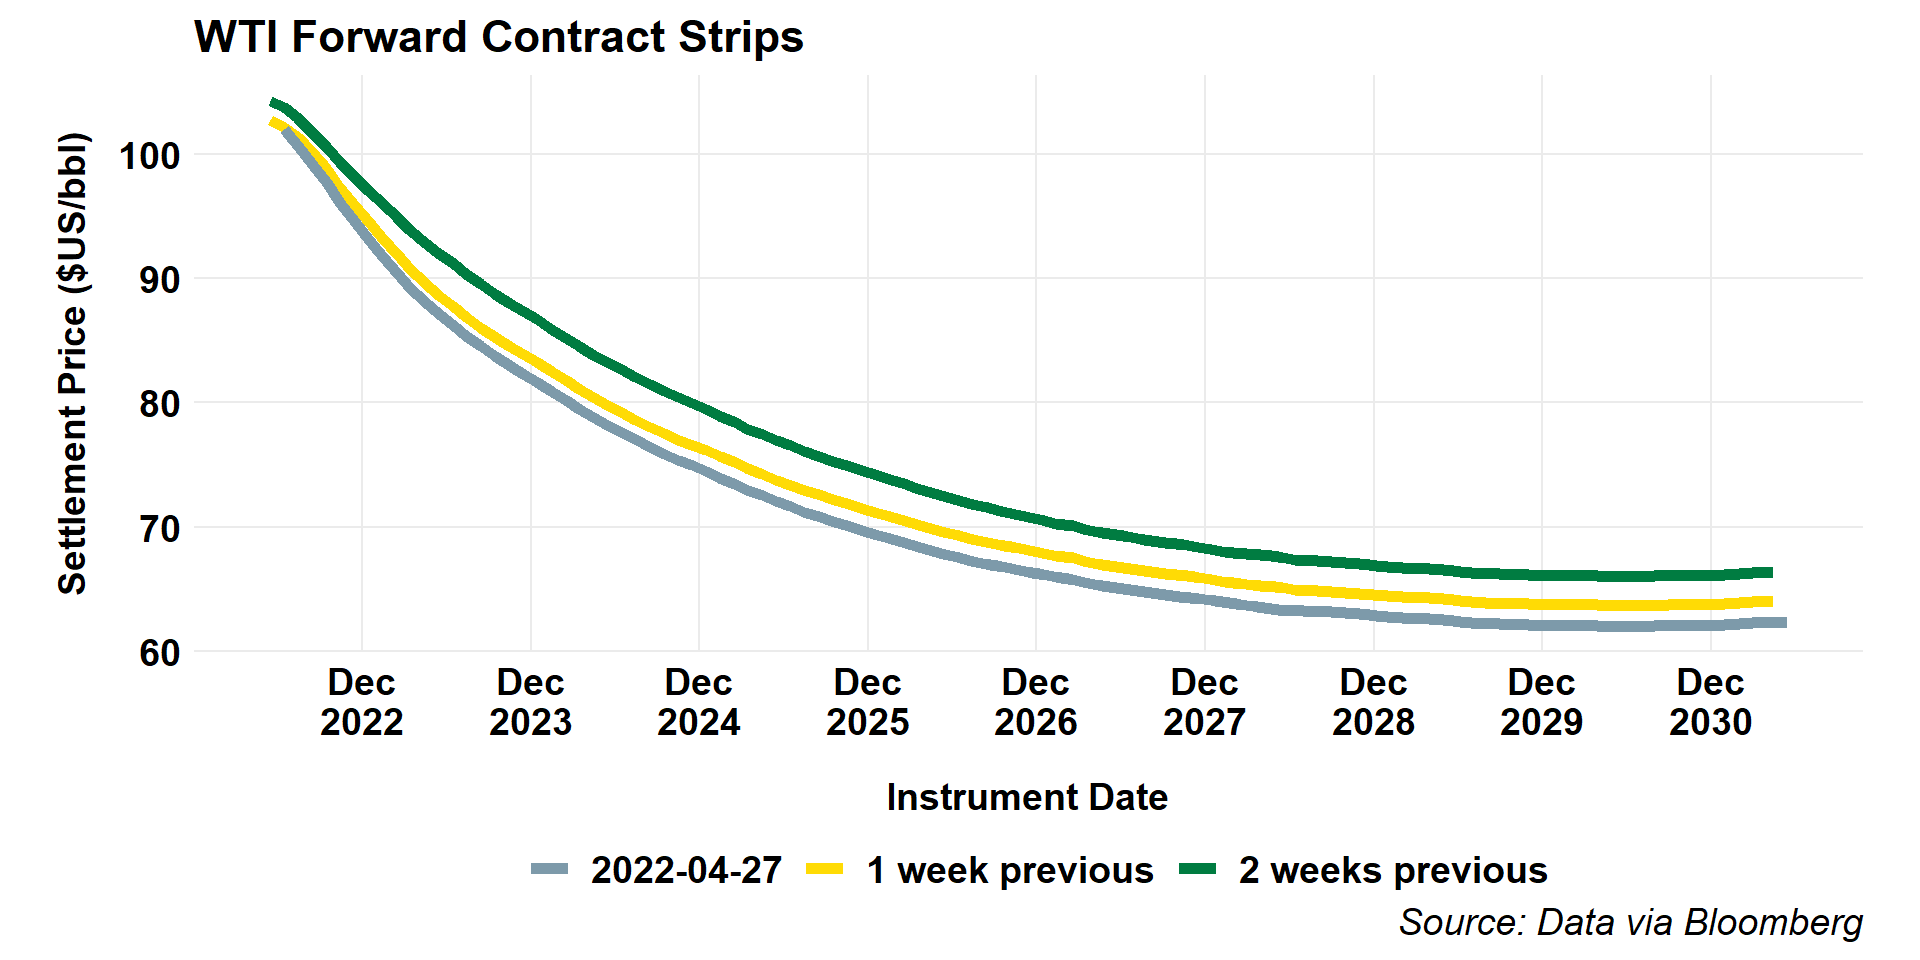 WTI Forward Contract Strips
Settlement Price ($US/bbl)
100
90
80
70
60
Dec 2022
Dec 2023
Dec 2024
Dec 2025
Dec 2026
Dec 2027
Dec 2028
Dec 2029
Dec 2030
Instrument Date
2022-04-27 1 week previous 2 weeks previous
Source: Data via Bloomberg